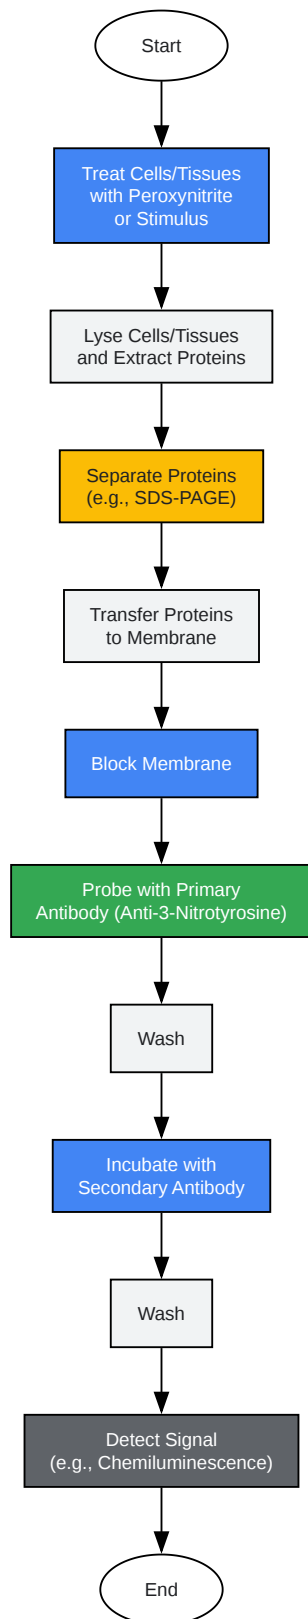 Start
Treat Cells/Tissues
with Peroxynitrite
or Stimulus
Lyse Cells/Tissues
and Extract Proteins
Separate Proteins
(e.g., SDS-PAGE)
Transfer Proteins
to Membrane
Block Membrane
Probe with Primary
Antibody (Anti-3-Nitrotyrosine)
Wash
Incubate with
Secondary Antibody
Wash
Detect Signal
(e.g., Chemiluminescence)
End